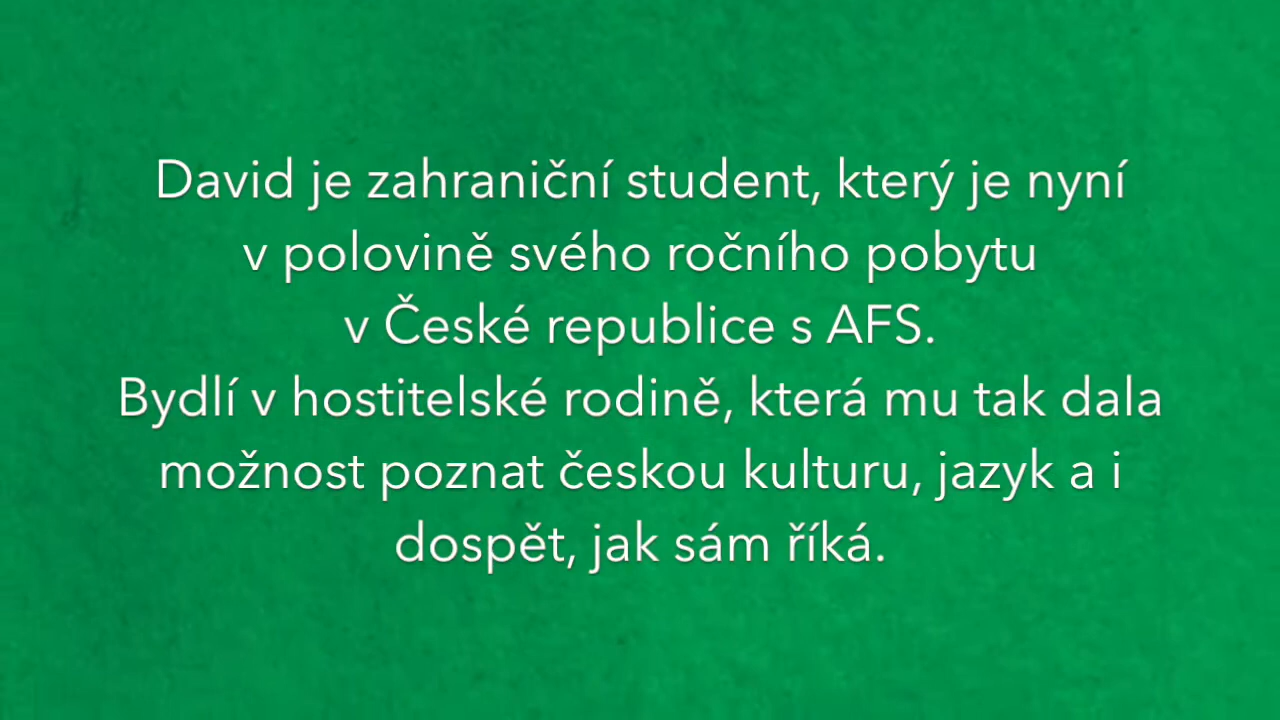 David je zahraniční student, který je nyní
v polovině svého ročního pobytu
v České republice s AFS.
Bydlí v hostitelské rodině, která mu tak dala
možnost poznat českou kulturu, jazyk a i
dospět, jak sám říká.